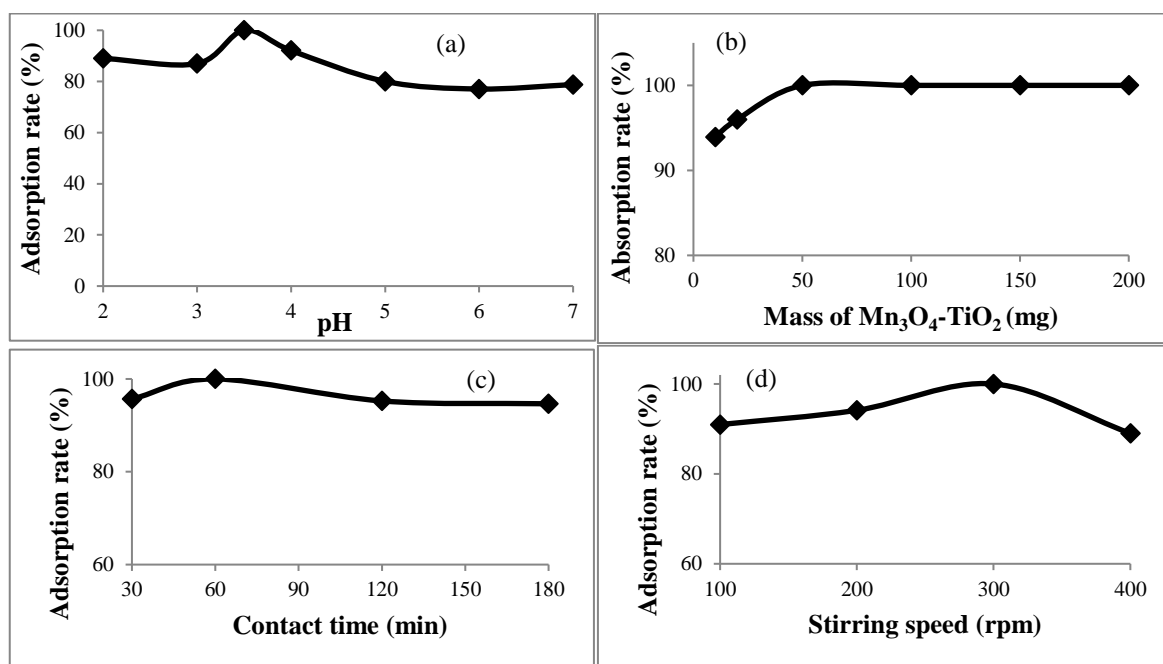 (a)
Adsorption rate (%)
100
80
60
40
20
0
2 3 4 5 6 7
pH
(b)
Absorption rate (%)
100
90
80
0 50 100 150 200
Mass of Mn₃O₄-TiO₂ (mg)
(c)
Adsorption rate (%)
100
80
60
30 60 90 120 150 180
Contact time (min)
(d)
Adsorption rate (%)
100
80
60
100 200 300 400
Stirring speed (rpm)